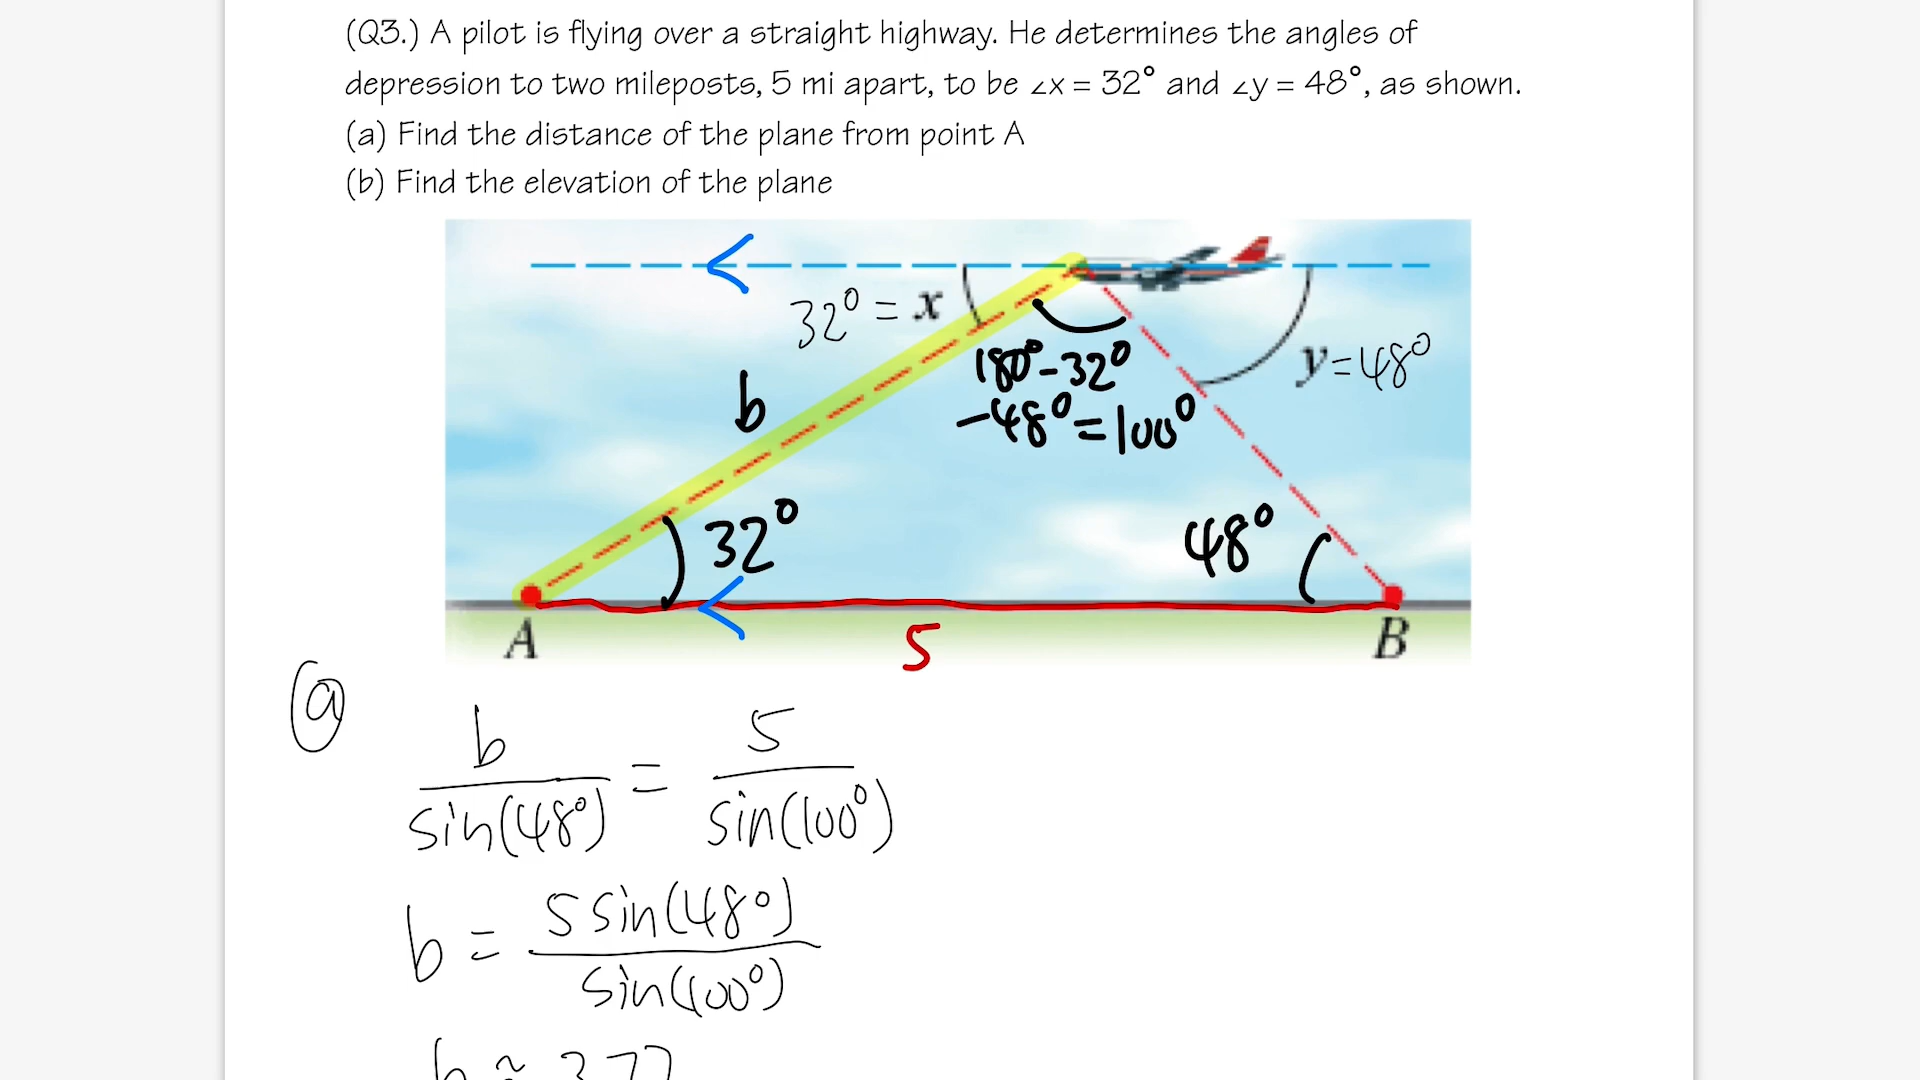 (Q3.) A pilot is flying over a straight highway. He determines the angles of
depression to two mileposts, 5 mi apart, to be ∠x = 32° and ∠y = 48°, as shown.
(a) Find the distance of the plane from point A
(b) Find the elevation of the plane
32° = x
y = 48°
180° - 32°
- 48° = 100°
b
32°
48°
A
5
B
(a)
b / sin(48°) = 5 / sin(100°)
b = 5 sin(48°) / sin(100°)
b ≈ 3.77